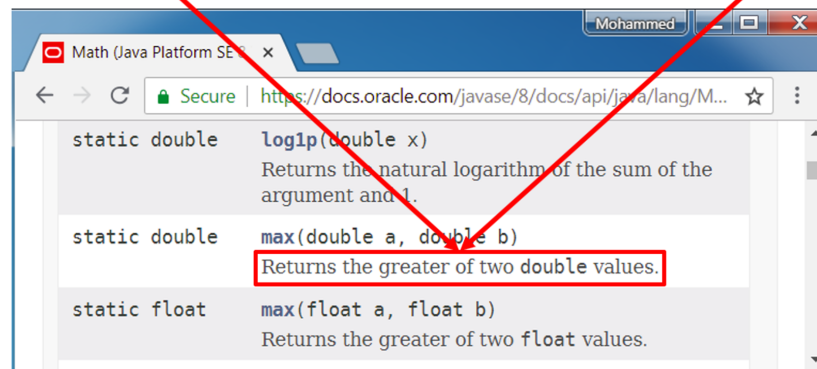 Mohammed
Math (Java Platform SE 8
Secure https://docs.oracle.com/javase/8/docs/api/java/lang/M...
static double log1p(double x)
Returns the natural logarithm of the sum of the
argument and 1.
static double max(double a, double b)
Returns the greater of two double values.
static float max(float a, float b)
Returns the greater of two float values.